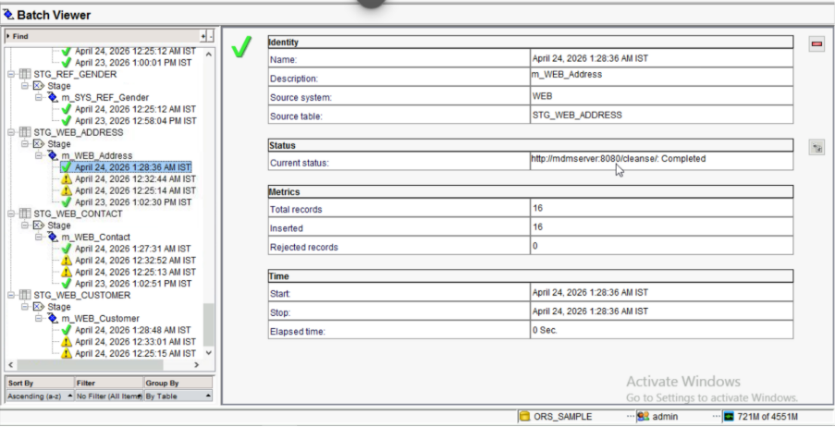 Batch Viewer
Find
April 24, 2026 12:25:12 AM IST
April 23, 2026 1:00:01 PM IST
STG_REF_GENDER
Stage
m_SYS_REF_Gender
April 24, 2026 12:25:12 AM IST
April 23, 2026 12:58:04 PM IST
STG_WEB_ADDRESS
Stage
m_WEB_Address
April 24, 2026 1:28:36 AM IST
April 24, 2026 12:32:44 AM IST
April 24, 2026 12:25:14 AM IST
April 23, 2026 1:02:30 PM IST
STG_WEB_CONTACT
Stage
m_WEB_Contact
April 24, 2026 1:27:31 AM IST
April 24, 2026 12:32:52 AM IST
April 24, 2026 12:25:13 AM IST
April 23, 2026 1:02:51 PM IST
STG_WEB_CUSTOMER
Stage
m_WEB_Customer
April 24, 2026 1:28:48 AM IST
April 24, 2026 12:33:01 AM IST
April 24, 2026 12:25:15 AM IST
Sort By Filter Group By
Ascending (a-z) No Filter (All Items) By Table
Identity
Name: April 24, 2026 1:28:36 AM IST
Description: m_WEB_Address
Source system: WEB
Source table: STG_WEB_ADDRESS
Status
Current status: http://mdmserver:8080/cleanse/: Completed
Metrics
Total records 16
Inserted 16
Rejected records 0
Time
Start: April 24, 2026 1:28:36 AM IST
Stop: April 24, 2026 1:28:36 AM IST
Elapsed time: 0 Sec.
Activate Windows
Go to Settings to activate Windows.
ORS_SAMPLE admin 721M of 4551M